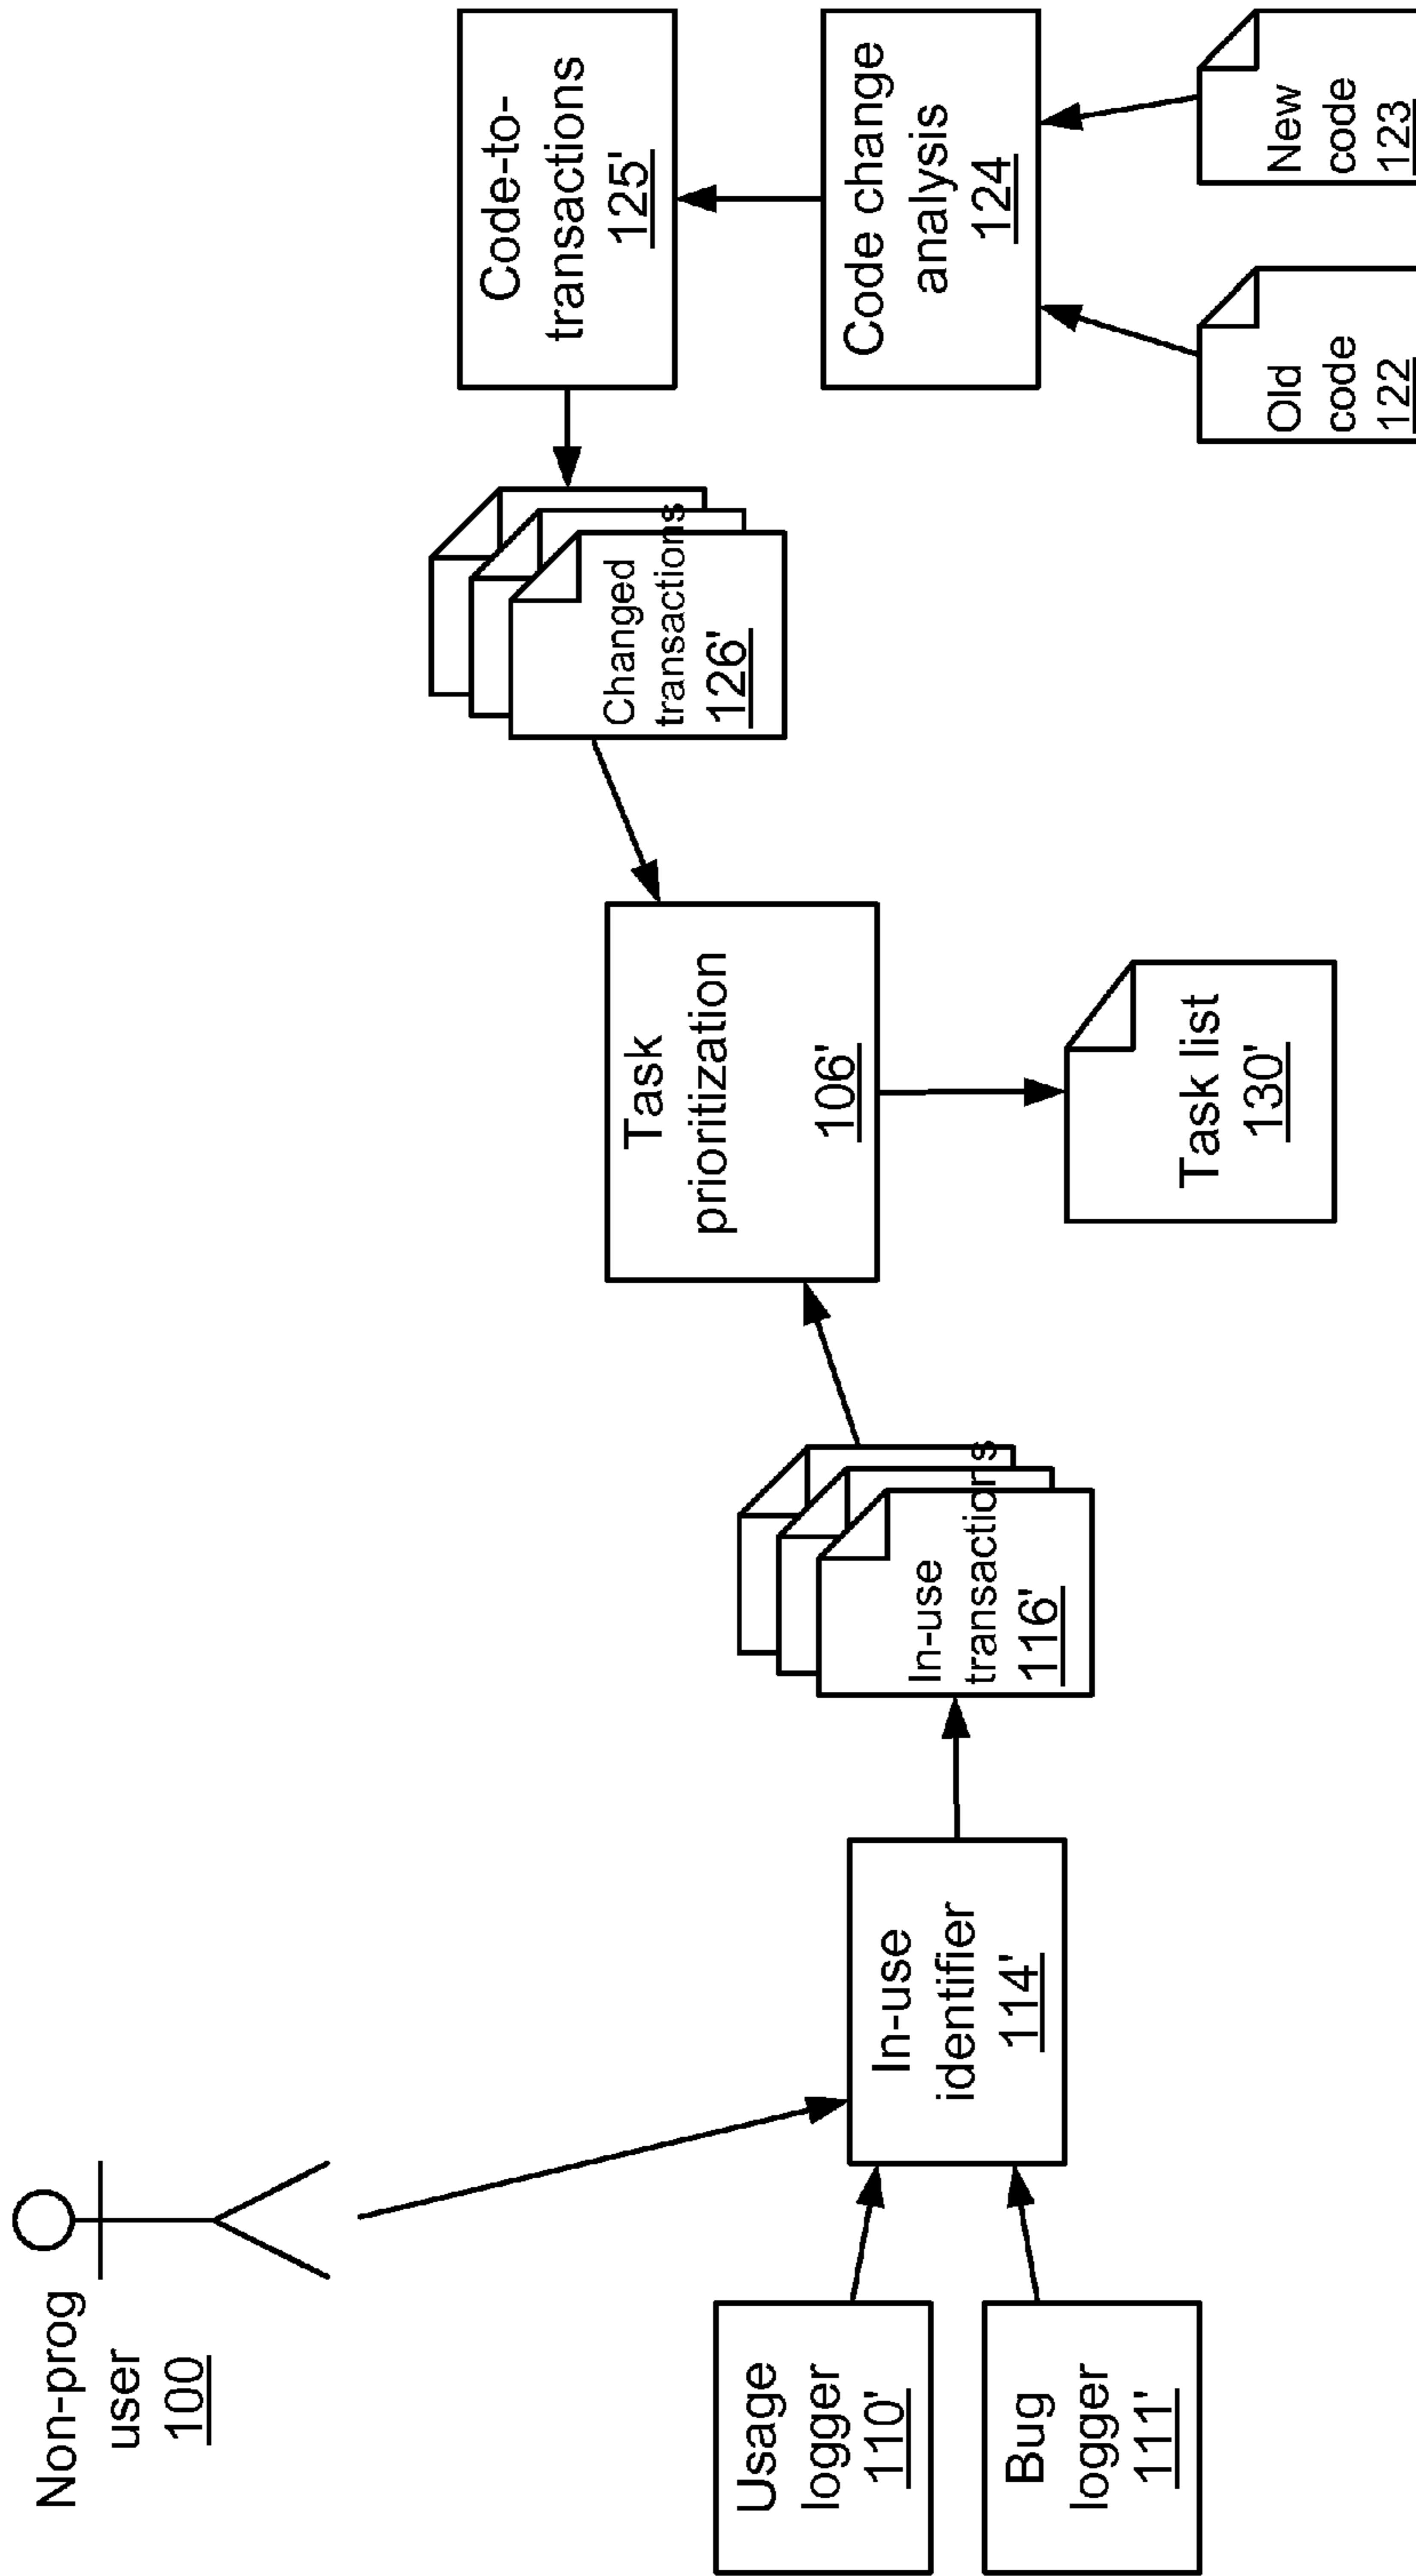 Non-prog
user
100
Usage
logger
110'
Bug
logger
111'
In-use
identifier
114'
In-use
transactions
116'
Task
prioritization
106'
Task list
130'
Changed
transactions
126'
Code-to-
transactions
125'
Code change
analysis
124
Old
code
122
New
code
123